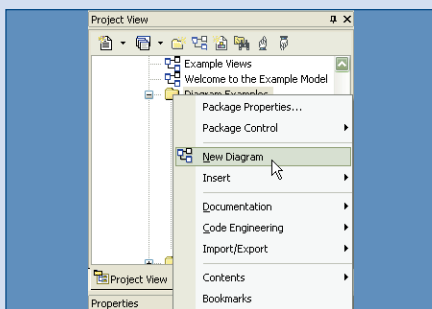 Project View
Example Views
Welcome to the Example Model
Diagram Examples
Package Properties...
Package Control
New Diagram
Insert
Documentation
Code Engineering
Import/Export
Contents
Bookmarks
Project View
Properties